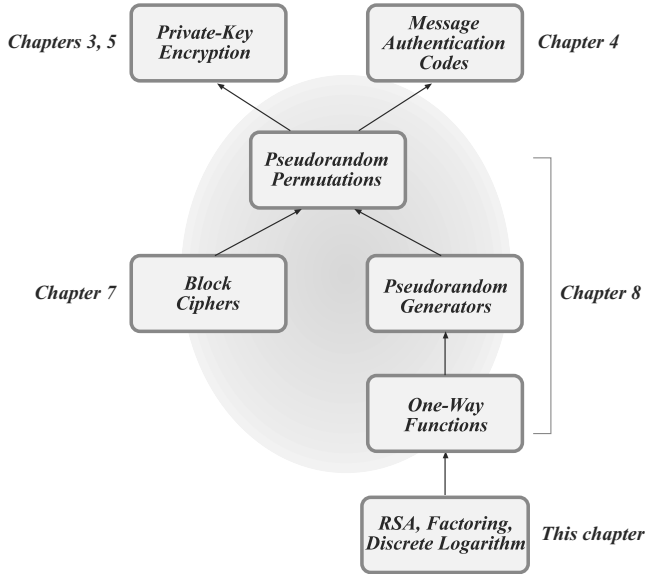 Chapters 3, 5
Private-Key
Encryption
Message
Authentication
Codes
Chapter 4
Pseudorandom
Permutations
Chapter 7
Block
Ciphers
Pseudorandom
Generators
Chapter 8
One-Way
Functions
RSA, Factoring,
Discrete Logarithm
This chapter